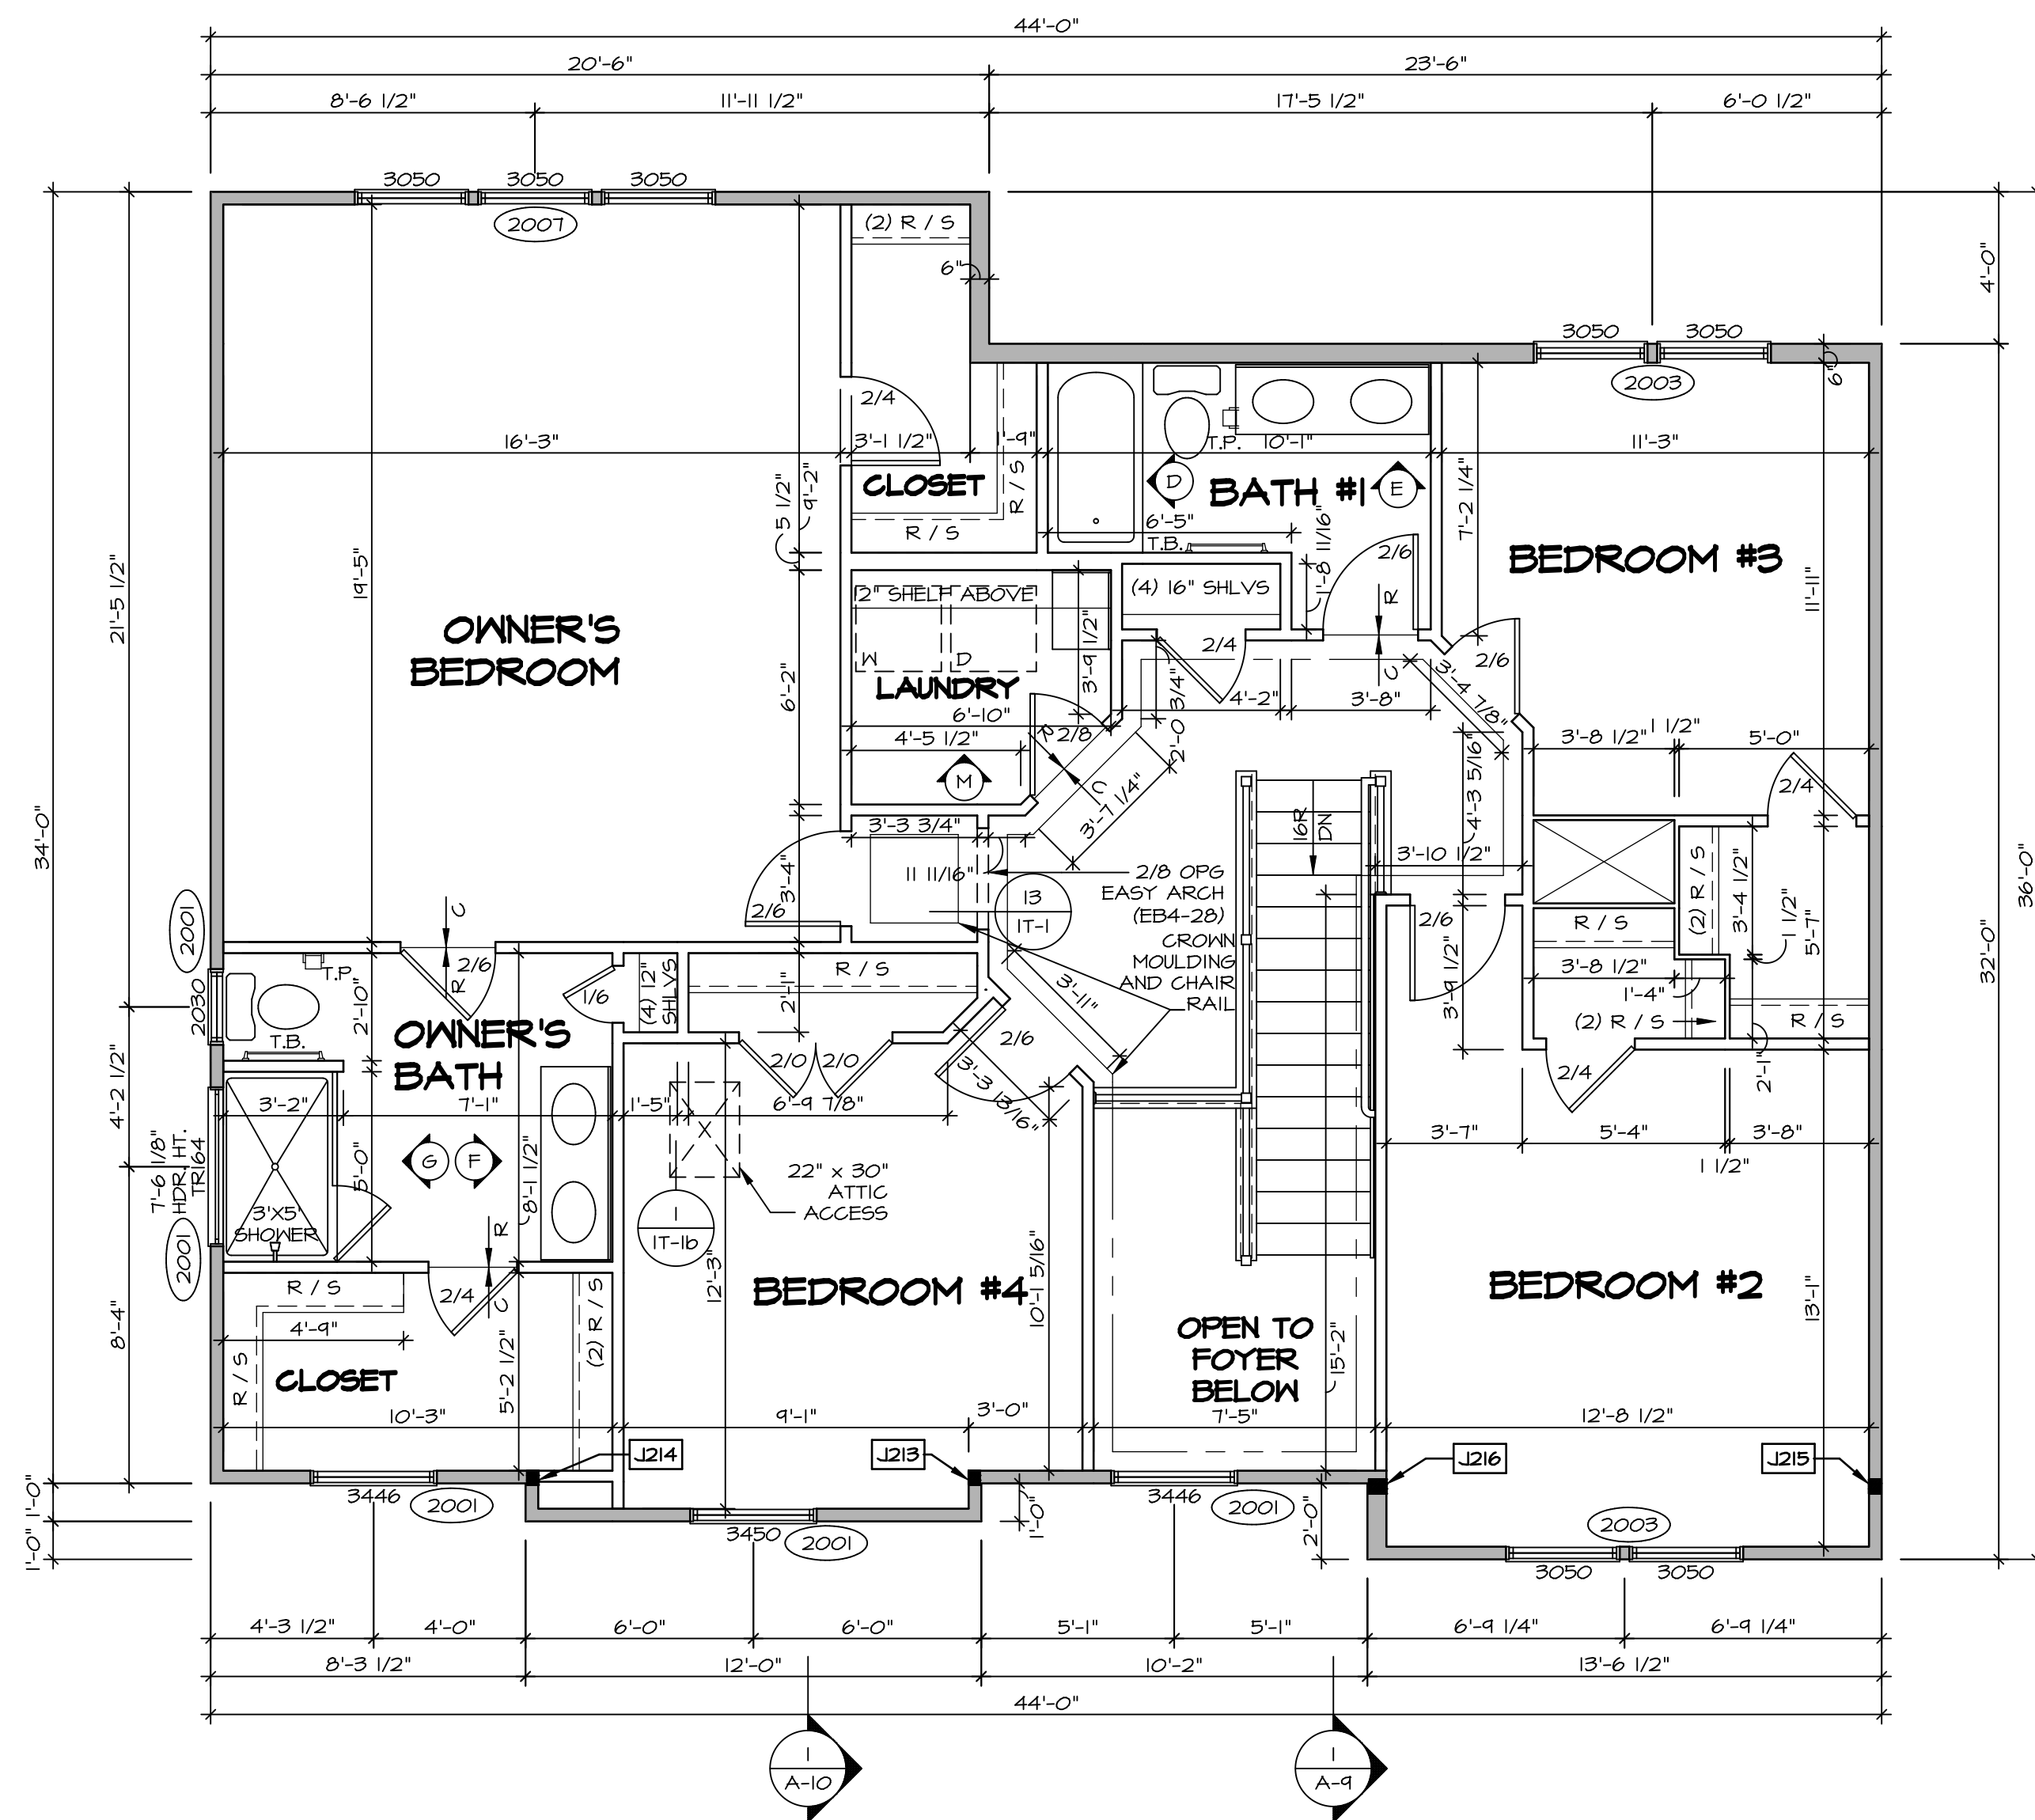 44'-0"
20'-6"
23'-6"
8'-6 1/2"
11'-11 1/2"
17'-5 1/2"
6'-0 1/2"
3050
3050
3050
2007
(2) R / S
6"
4'-0"
3050
3050
2003
6"
2/4
16'-3"
3'-1 1/2"
1'-9"
T.P.
10'-1"
11'-3"
CLOSET
R / S
R / S
D
BATH #1
E
7'-2 1/4"
5 1/2"
9'-2"
6'-5"
T.B.
1'-8 11/16"
2/6
BEDROOM #3
19'-5"
21'-5 1/2"
11'-11"
12" SHELF ABOVE
(4) 16" SHLVS
R
OWNER'S
BEDROOM
W
D
3'-9 1/2"
2/4
C
2/6
3'-4 7/8"
LAUNDRY
6'-2"
6'-10"
4'-5 1/2"
R
2/8
2'-0 3/4"
4'-2"
3'-8"
1 1/2"
3'-8 1/2"
5'-0"
M
C
3'-7 1/4"
4'-3 5/16"
2/4
34'-0"
3'-3 3/4"
16R
DN
3'-10 1/2"
11 11/16"
3'-4"
2/8 OPG
EASY ARCH
(EB4-28)
CROWN
MOULDING
AND CHAIR
RAIL
(2) R / S
3'-4 1/2"
36'-0"
2/6
13
1T-1
2/6
R / S
1 1/2"
5'-7"
32'-0"
2001
C
R
2/6
T.P.
1/6
(4) 12"
SHLVS
R / S
2'-1"
3'-11"
3'-9 1/2"
3'-8 1/2"
1'-4"
(2) R / S
R / S
2030
2'-10"
T.B.
OWNER'S
BATH
2/0
2/0
2/6
3'-3 13/16"
2/4
2'-1"
4'-2 1/2"
3'-2"
7'-1"
1'-5"
6'-9 7/8"
7'-6 1/8"
HDR. HT.
TR164
5'-0"
G
F
8'-1 1/2"
22" x 30"
ATTIC
ACCESS
3'-7"
5'-4"
3'-8"
1 1/2"
3'X5'
SHOWER
R
1
1T-1b
2001
12'-3"
BEDROOM #4
10'-1 5/16"
BEDROOM #2
13'-1"
R / S
2/4
C
(2) R / S
8'-4"
4'-9"
OPEN TO
FOYER
BELOW
15'-2"
R / S
CLOSET
5'-2 1/2"
10'-3"
9'-1"
3'-0"
7'-5"
12'-8 1/2"
J214
J213
J216
J215
1'-0"
1'-0"
3446
2001
3450
2001
1'-0"
3446
2001
2'-0"
2003
3050
3050
4'-3 1/2"
4'-0"
6'-0"
6'-0"
5'-1"
5'-1"
6'-9 1/4"
6'-9 1/4"
8'-3 1/2"
12'-0"
10'-2"
13'-6 1/2"
44'-0"
1
A-10
1
A-9